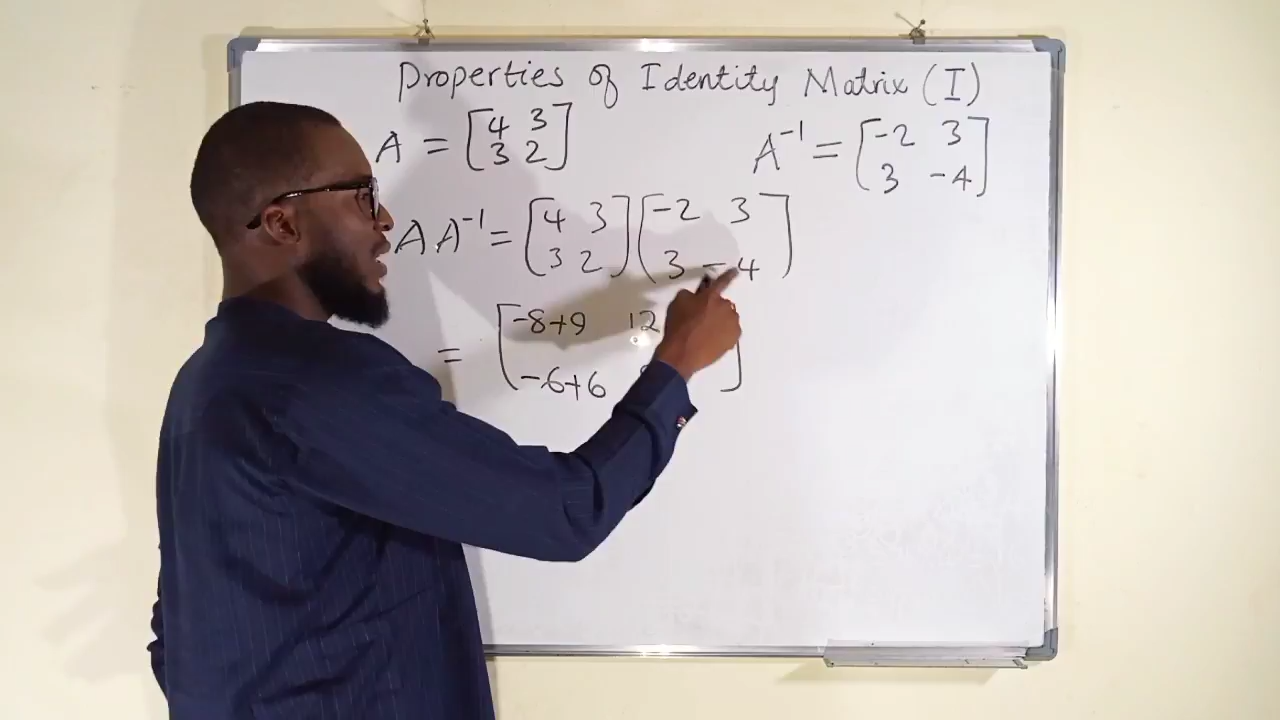 Properties of Identity Matrix (I)
A = [4 3
3 2]
A⁻¹ = [-2 3
3 -4]
AA⁻¹ = [4 3
3 2] [-2 3
3 -4]
= [-8+9 12
-6+6 ]